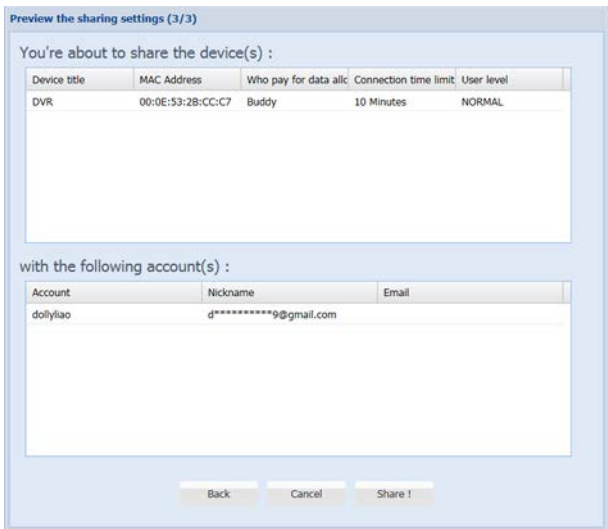 Preview the sharing settings (3/3)
You're about to share the device(s) :
Device title MAC Address Who pay for data allc Connection time limit User level
DVR 00:0E:53:2B:CC:C7 Buddy 10 Minutes NORMAL
with the following account(s) :
Account Nickname Email
dollyliao d**********9@gmail.com
Back Cancel Share !